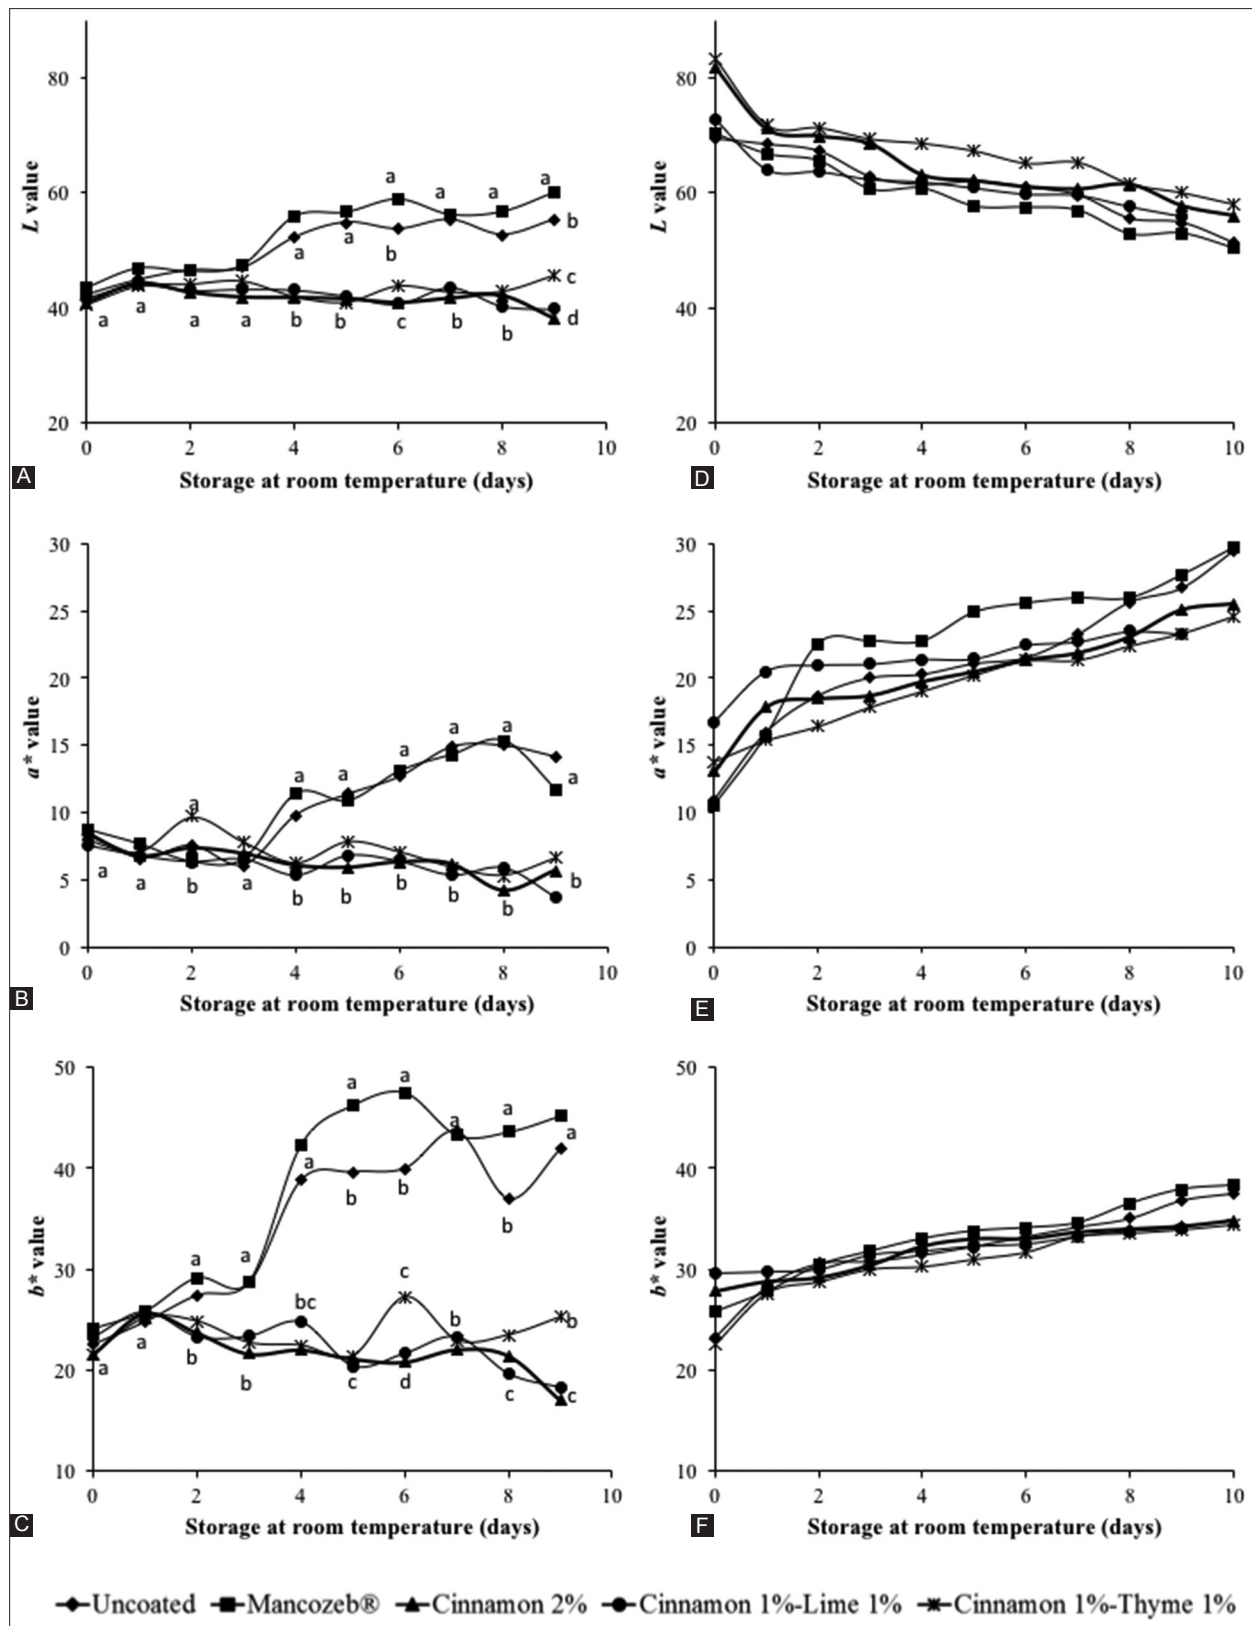 80
60
40
20
L value
a a a a a
a a b b
c
d
a a a a b b c b b
0 2 4 6 8 10
Storage at room temperature (days)
A
80
60
40
20
L value
0 2 4 6 8 10
Storage at room temperature (days)
D
30
25
20
15
10
5
0
a* value
a a a a a a a
a a b a b b b b b b
0 2 4 6 8 10
Storage at room temperature (days)
B
30
25
20
15
10
5
0
a* value
0 2 4 6 8 10
Storage at room temperature (days)
E
50
40
30
20
10
b* value
a a a a a a a a
b b b
bc c b b
a a b b c d c c
0 2 4 6 8 10
Storage at room temperature (days)
C
50
40
30
20
10
b* value
0 2 4 6 8 10
Storage at room temperature (days)
F
Uncoated Mancozeb® Cinnamon 2% Cinnamon 1%-Lime 1% Cinnamon 1%-Thyme 1%